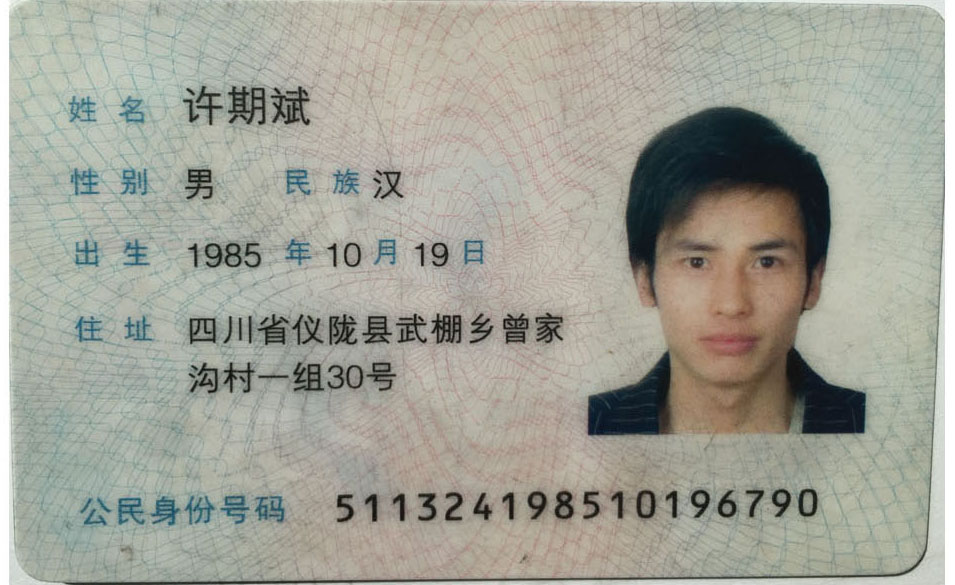 姓名 许期斌
性别 男 民族 汉
出生 1985 年 10 月 19 日
住址 四川省仪陇县武棚乡曾家
沟村一组30号
公民身份号码 511324198510196790